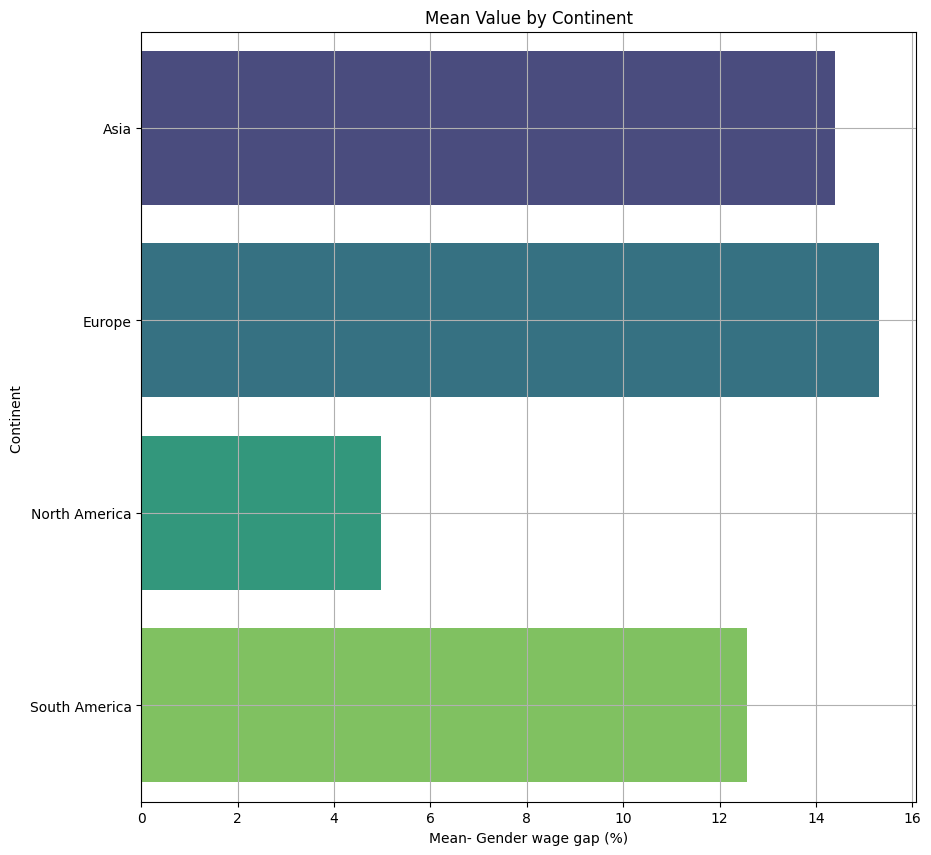 Mean Value by Continent
Asia
Europe
North America
South America
Continent
0 2 4 6 8 10 12 14 16
Mean- Gender wage gap (%)